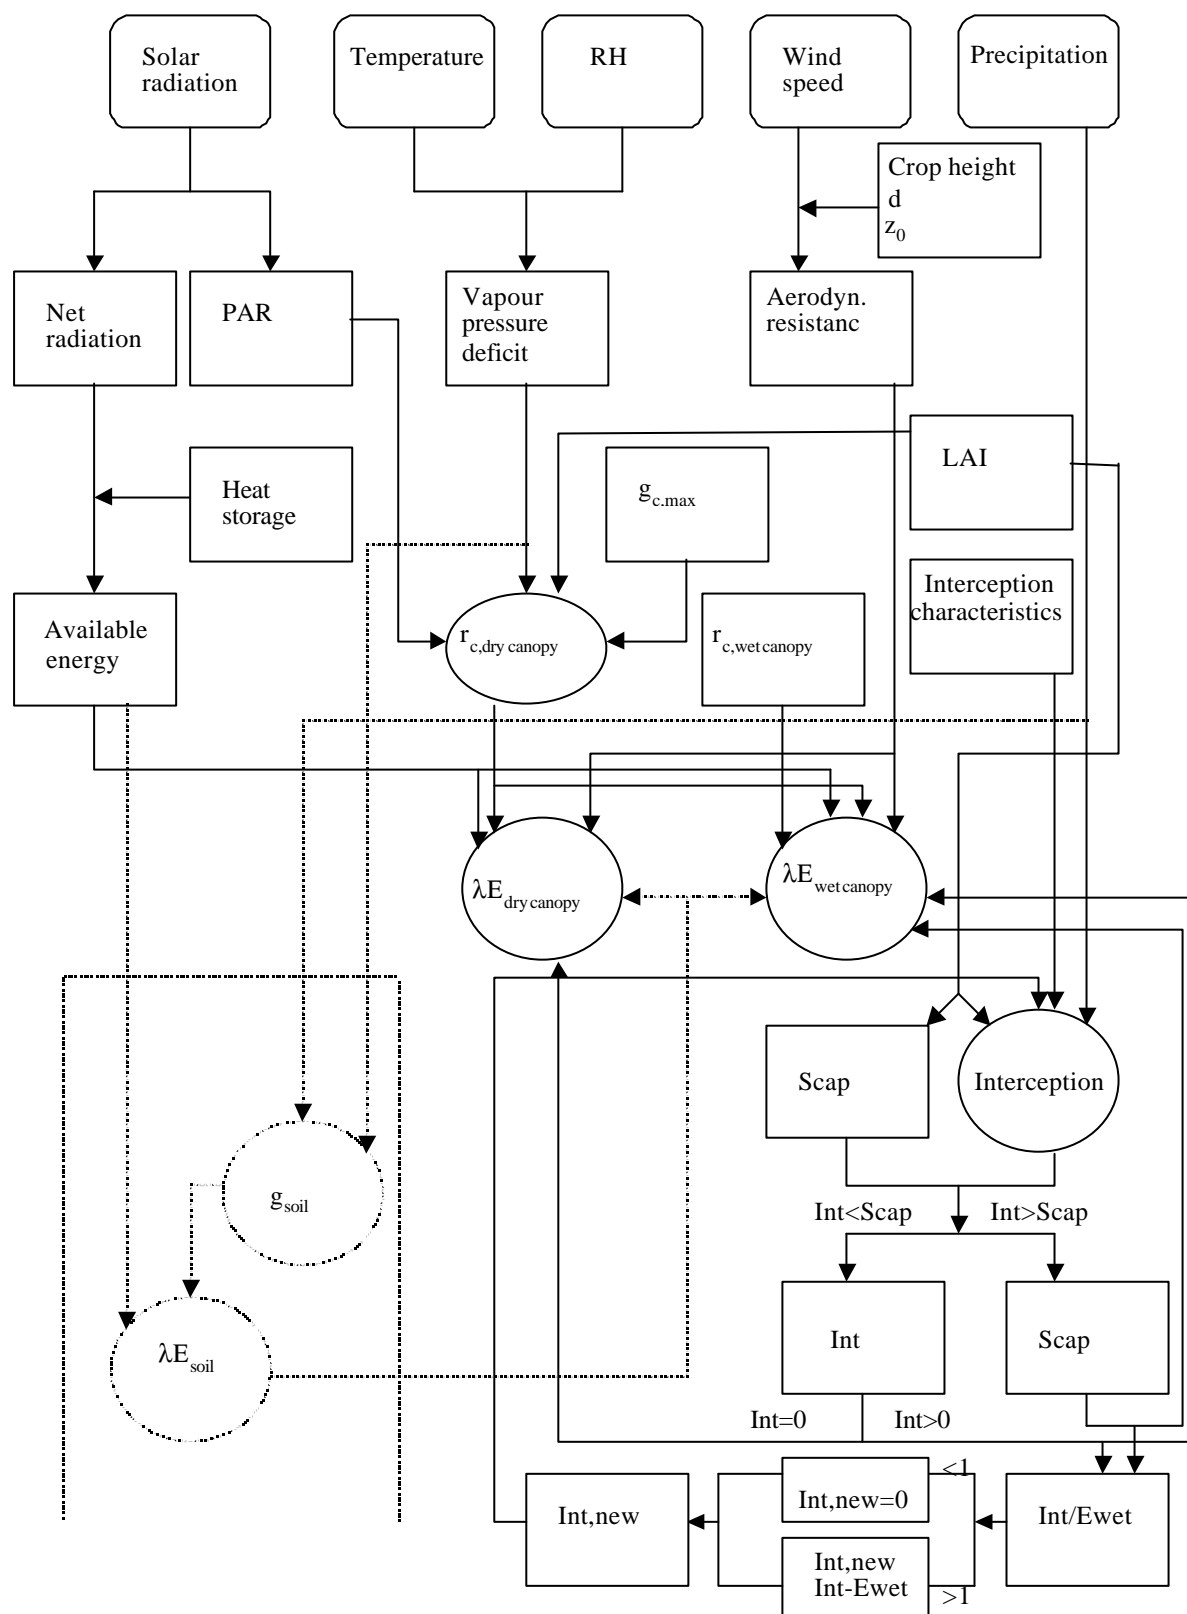 Solar
radiation
Temperature
RH
Wind
speed
Precipitation
Crop height
d
z0
Net
radiation
PAR
Vapour
pressure
deficit
Aerodyn.
resistanc
LAI
Heat
storage
gc.max
Interception
characteristics
Available
energy
rc,dry canopy
rc,wet canopy
λEdry canopy
λEwet canopy
Scap
Interception
gsoil
Int<Scap
Int>Scap
Int
Scap
λEsoil
Int=0
Int>0
<1
Int,new=0
Int,new
Int/Ewet
Int,new
Int-Ewet
>1